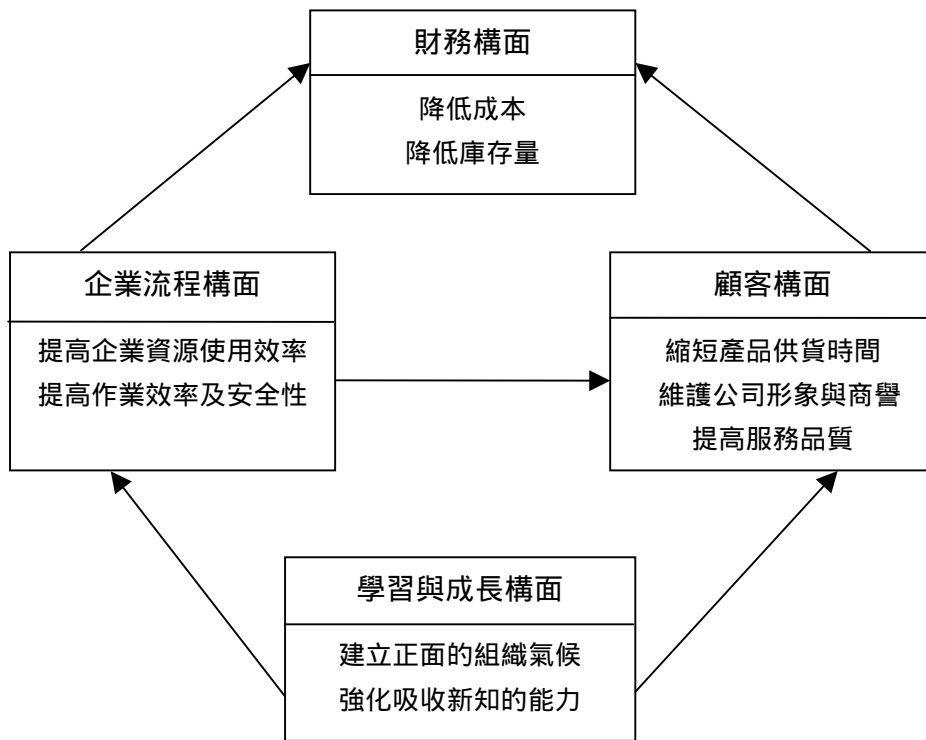 財務構面
降低成本
降低庫存量
企業流程構面
提高企業資源使用效率
提高作業效率及安全性
顧客構面
縮短產品供貨時間
維護公司形象與商譽
提高服務品質
學習與成長構面
建立正面的組織氣候
強化吸收新知的能力